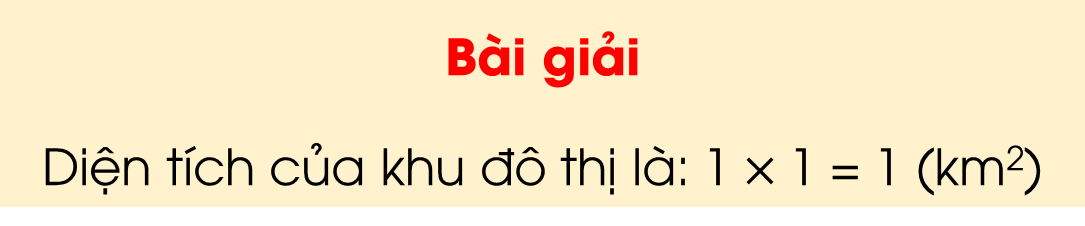 Bài giải
Diện tích của khu đô thị là: 1 × 1 = 1 (km²)